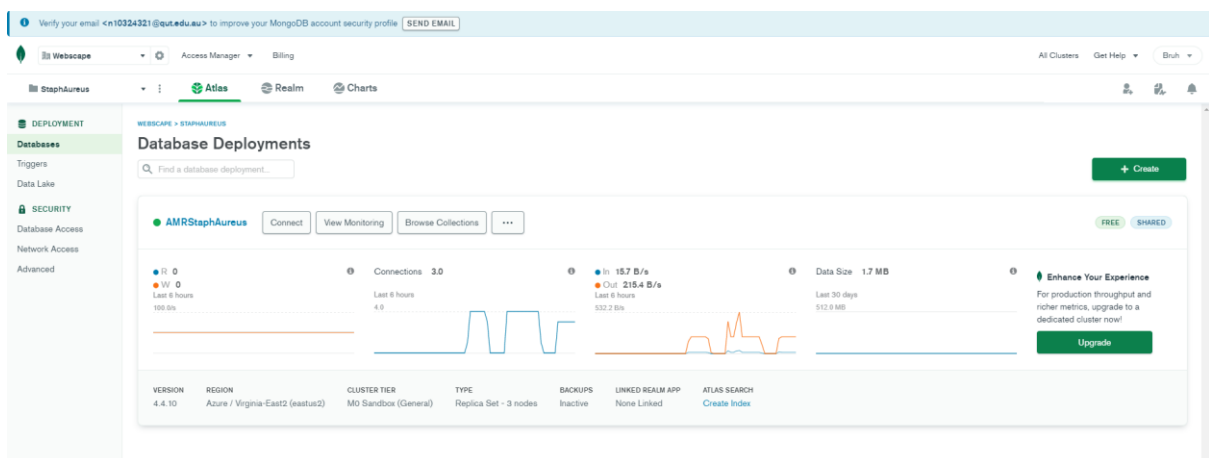 Verify your email <n10324321@qut.edu.au> to improve your MongoDB account security profile SEND EMAIL
Webscape Access Manager Billing All Clusters Get Help Bruh
StaphAureus Atlas Realm Charts
DEPLOYMENT
Databases
Triggers
Data Lake
SECURITY
Database Access
Network Access
Advanced
WEBSCAPE > STAPHAUREUS
Database Deployments
Find a database deployment...
+ Create
AMRStaphAureus Connect View Monitoring Browse Collections ... FREE SHARED
R 0
W 0
Last 6 hours
100.0/s
Connections 3.0
Last 6 hours
4.0
In 15.7 B/s
Out 215.4 B/s
Last 6 hours
532.2 B/s
Data Size 1.7 MB
Last 30 days
512.0 MB
Enhance Your Experience
For production throughput and
richer metrics, upgrade to a
dedicated cluster now!
Upgrade
VERSION REGION CLUSTER TIER TYPE BACKUPS LINKED REALM APP ATLAS SEARCH
4.4.10 Azure / Virginia-East2 (eastus2) M0 Sandbox (General) Replica Set - 3 nodes Inactive None Linked Create Index